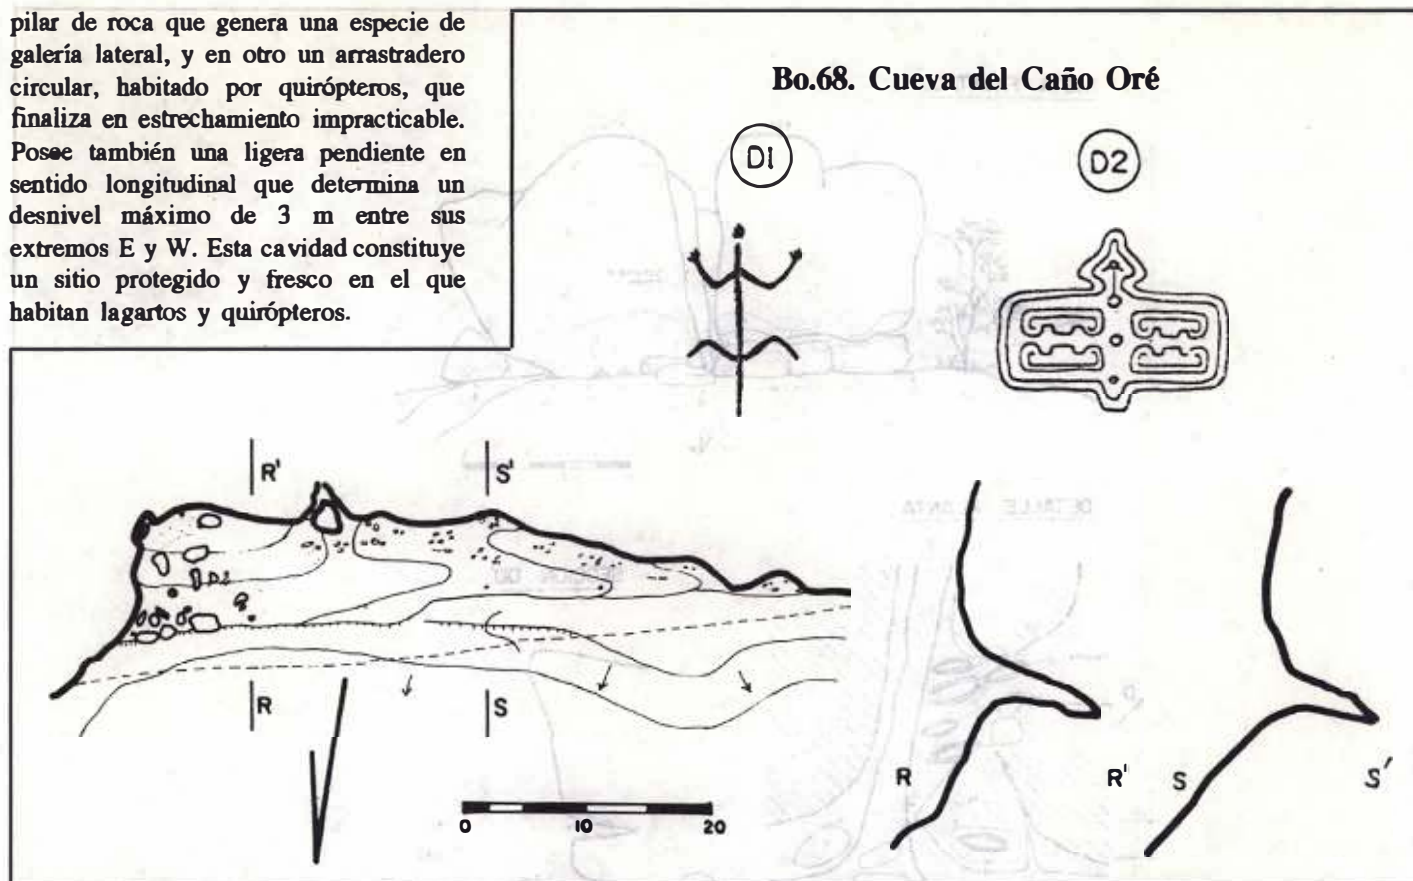 pilar de roca que genera una especie de
galería lateral, y en otro un arrastradero
circular, habitado por quirópteros, que
finaliza en estrechamiento impracticable.
Posee también una ligera pendiente en
sentido longitudinal que determina un
desnivel máximo de 3 m entre sus
extremos E y W. Esta cavidad constituye
un sitio protegido y fresco en el que
habitan lagartos y quirópteros.
Bo.68. Cueva del Caño Oré
D1
D2
R'
S'
D2
R
S
0 10 20
R
R'
S
S'